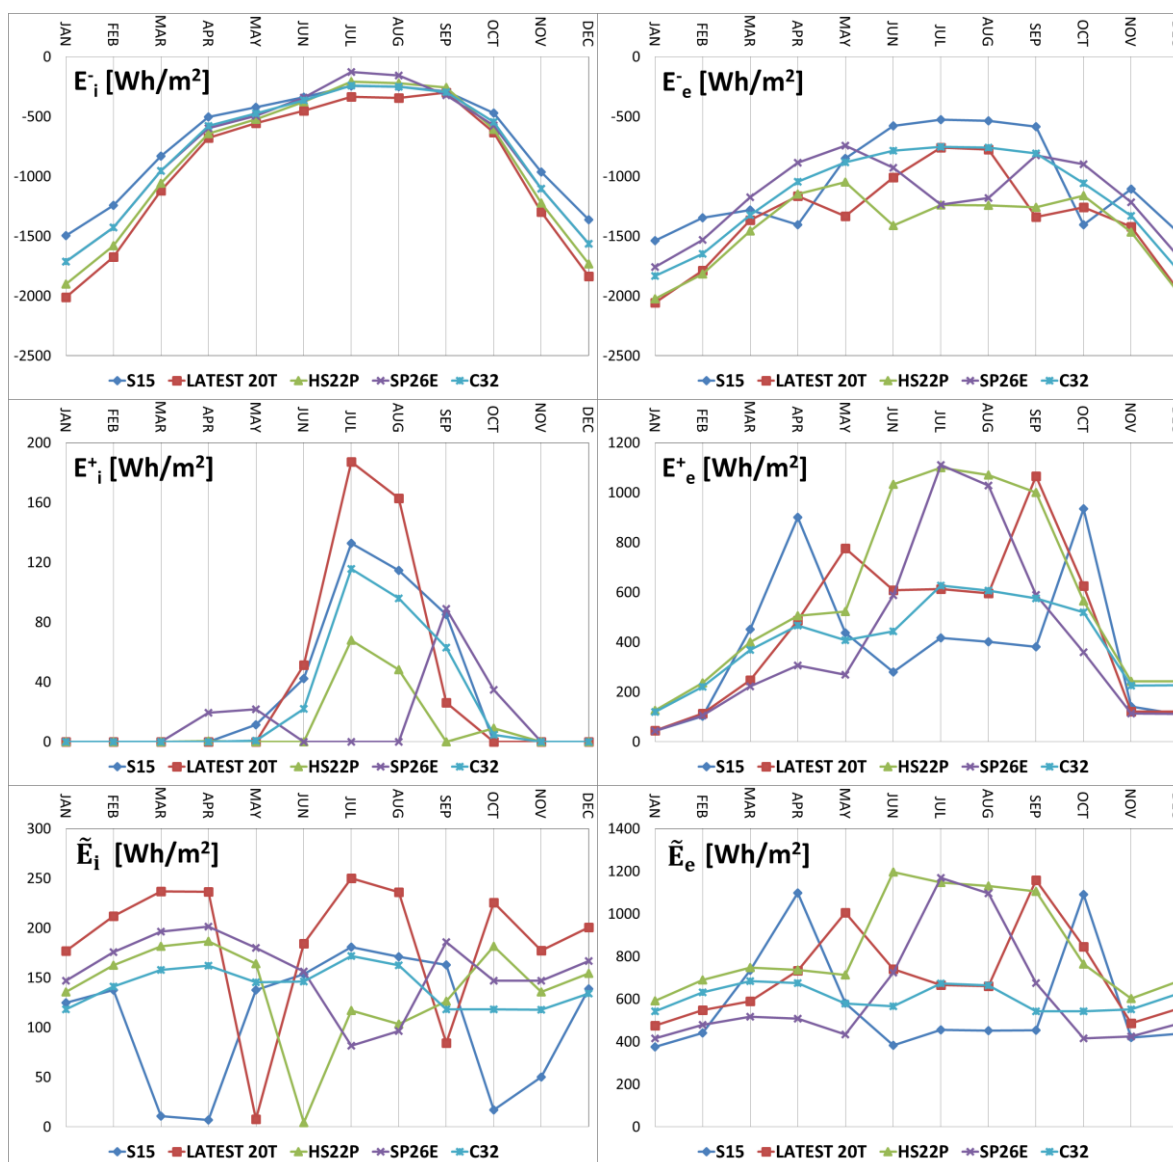 JAN FEB MAR APR MAY JUN JUL AUG SEP OCT NOV DEC
E⁻ᵢ [Wh/m²]
0
-500
-1000
-1500
-2000
-2500
S15 LATEST 20T HS22P SP26E C32
JAN FEB MAR APR MAY JUN JUL AUG SEP OCT NOV DEC
E⁻ₑ [Wh/m²]
0
-500
-1000
-1500
-2000
-2500
S15 LATEST 20T HS22P SP26E C32
JAN FEB MAR APR MAY JUN JUL AUG SEP OCT NOV DEC
E⁺ᵢ [Wh/m²]
200
160
120
80
40
0
S15 LATEST 20T HS22P SP26E C32
JAN FEB MAR APR MAY JUN JUL AUG SEP OCT NOV DEC
E⁺ₑ [Wh/m²]
1200
1000
800
600
400
200
0
S15 LATEST 20T HS22P SP26E C32
JAN FEB MAR APR MAY JUN JUL AUG SEP OCT NOV DEC
Ẽᵢ [Wh/m²]
300
250
200
150
100
50
0
S15 LATEST 20T HS22P SP26E C32
JAN FEB MAR APR MAY JUN JUL AUG SEP OCT NOV DEC
Ẽₑ [Wh/m²]
1400
1200
1000
800
600
400
200
0
S15 LATEST 20T HS22P SP26E C32